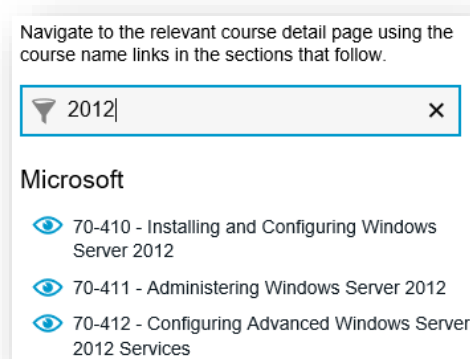 Navigate to the relevant course detail page using the
course name links in the sections that follow.
2012
Microsoft
70-410 - Installing and Configuring Windows
Server 2012
70-411 - Administering Windows Server 2012
70-412 - Configuring Advanced Windows Server
2012 Services